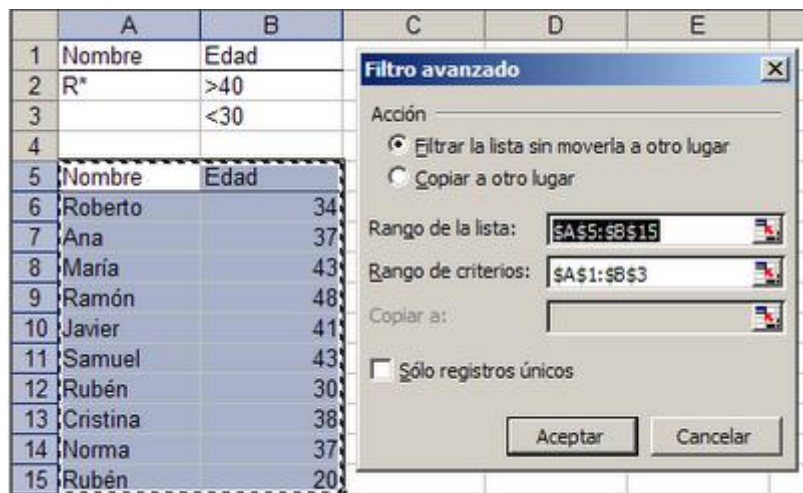 A B C D E
1 Nombre Edad
2 R* >40
3 <30
4
5 Nombre Edad
6 Roberto 34
7 Ana 37
8 María 43
9 Ramón 48
10 Javier 41
11 Samuel 43
12 Rubén 30
13 Cristina 38
14 Norma 37
15 Rubén 20
Filtro avanzado
Acción
Filtrar la lista sin moverla a otro lugar
Copiar a otro lugar
Rango de la lista: $A$5:$B$15
Rango de criterios: $A$1:$B$3
Copiar a:
Sólo registros únicos
Aceptar Cancelar